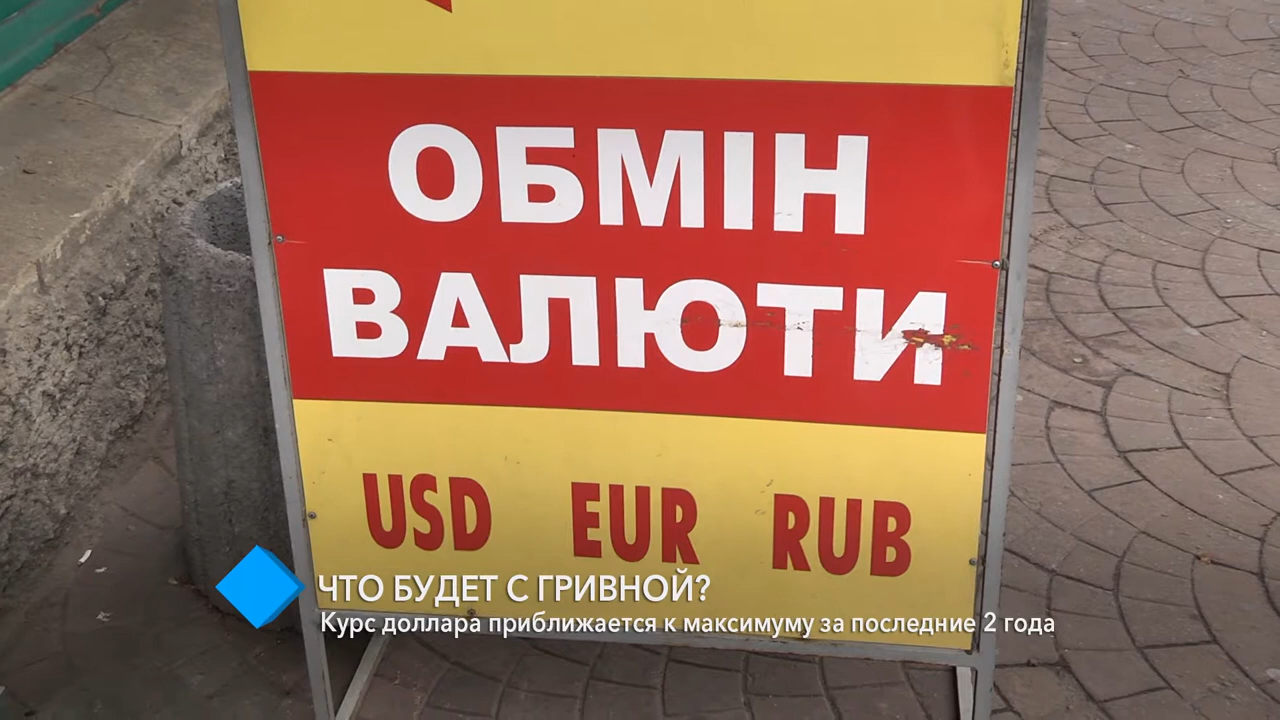 ОБМІН
ВАЛЮТИ
USD EUR RUB
ЧТО БУДЕТ С ГРИВНОЙ?
Курс доллара приближается к максимуму за последние 2 года